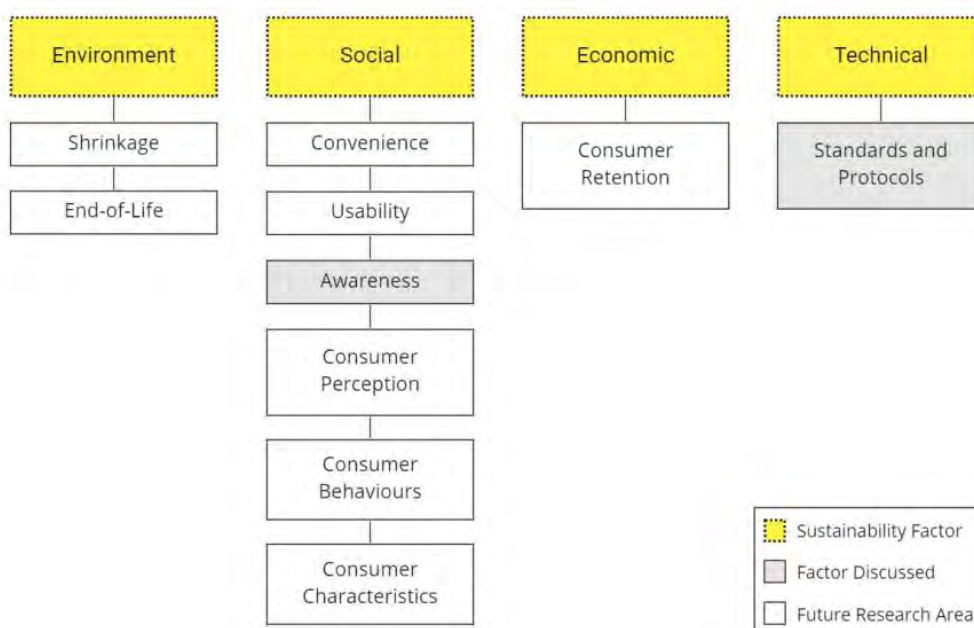 Environment
Shrinkage
End-of-Life
Social
Convenience
Usability
Awareness
Consumer
Perception
Consumer
Behaviours
Consumer
Characteristics
Economic
Consumer
Retention
Technical
Standards and
Protocols
Sustainability Factor
Factor Discussed
Future Research Area